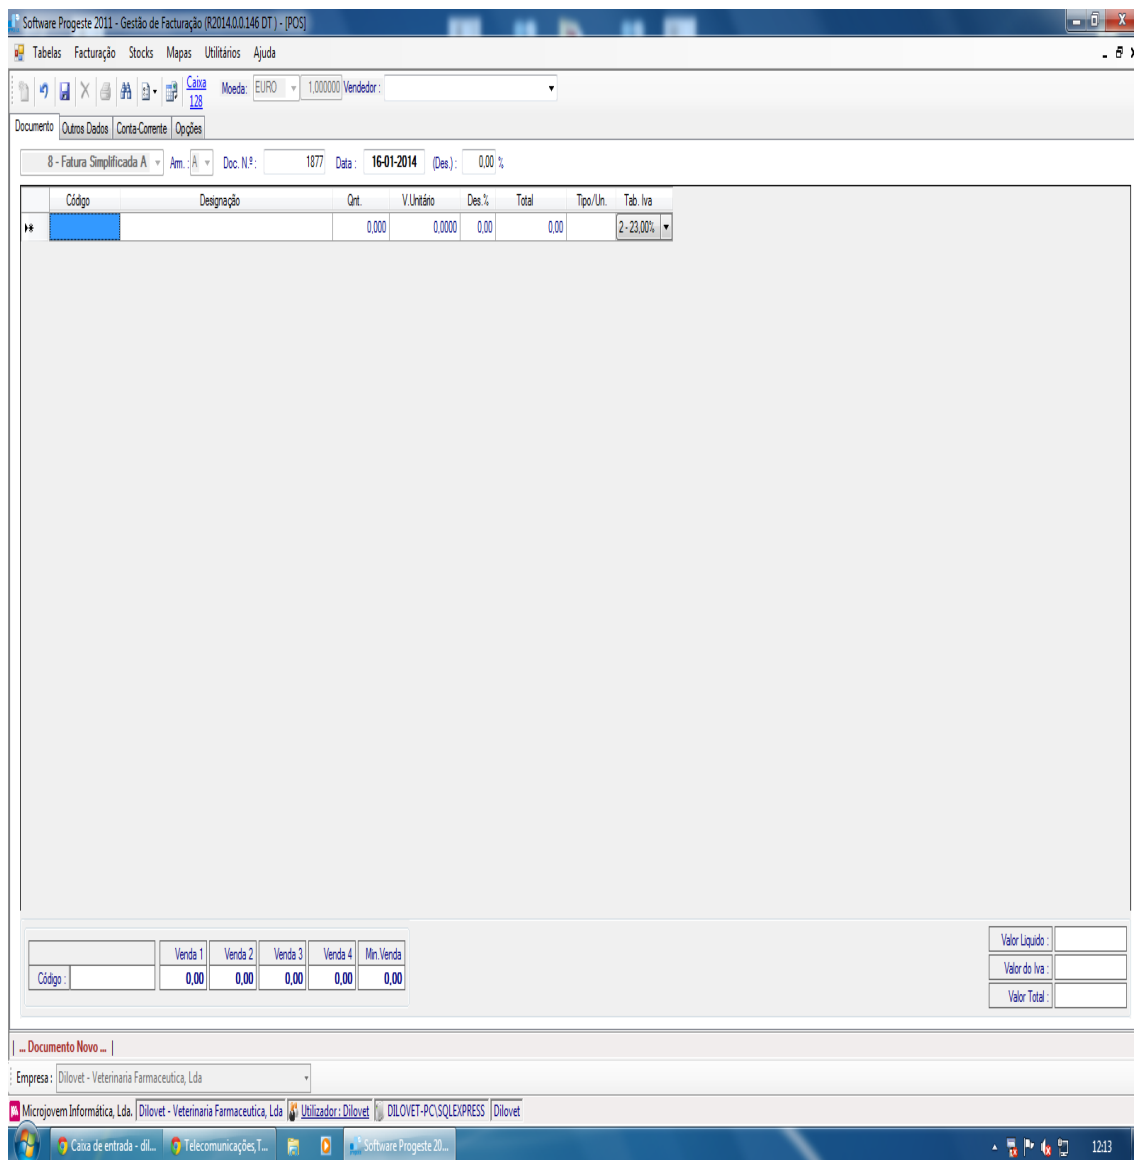 Software Progeste 2011 - Gestão de Facturação (R2014.0.0.146 DT ) - [POS]
Tabelas Facturação Stocks Mapas Utilitários Ajuda
Caixa 128 Moeda: EURO 1,000000 Vendedor :
Documento Outros Dados Conta-Corrente Opções
8 - Fatura Simplificada A Arm. : A Doc. N.º : 1877 Data : 16-01-2014 (Des.) : 0,00 %
Código Designação Qnt. V.Unitário Des.% Total Tipo/Un. Tab. Iva
0,000 0,0000 0,00 0,00 2 - 23,00%
Venda 1 Venda 2 Venda 3 Venda 4 Min.Venda
Código : 0,00 0,00 0,00 0,00 0,00
Valor Liquido :
Valor do Iva :
Valor Total :
... Documento Novo ...
Empresa : Dilovet - Veterinaria Farmaceutica, Lda
Microjovem Informática, Lda. Dilovet - Veterinaria Farmaceutica, Lda Utilizador : Dilovet DILOVET-PC\SQLEXPRESS Dilovet
Caixa de entrada - dil... Telecomunicações,T... Software Progeste 20... 12:13